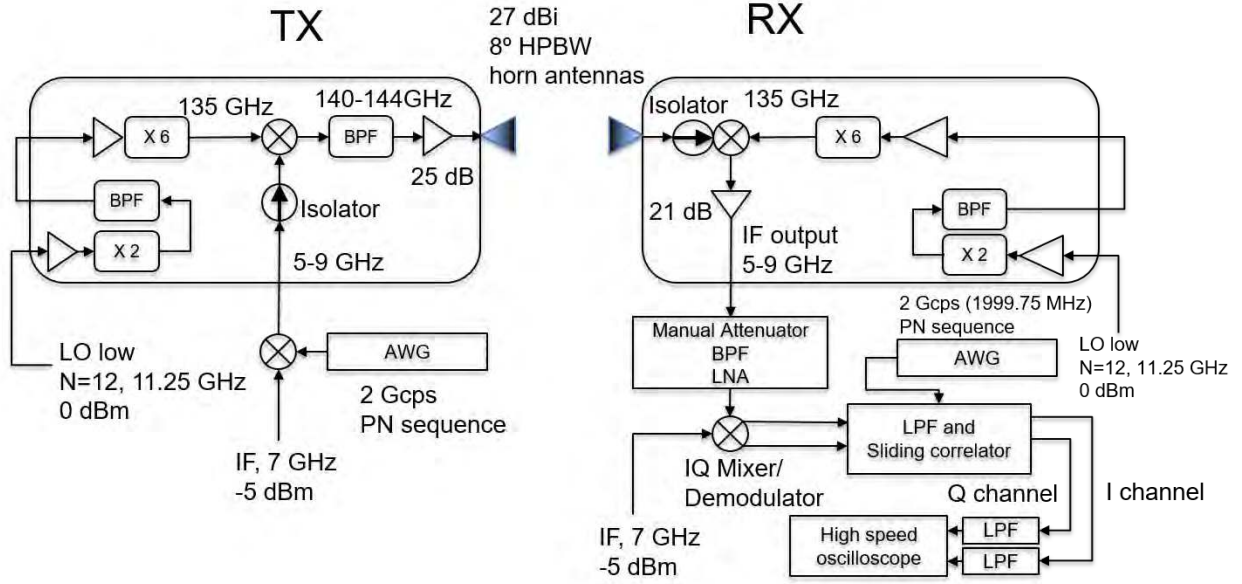 TX
27 dBi
8º HPBW
horn antennas
RX
135 GHz
140-144GHz
X 6
BPF
25 dB
BPF
X 2
Isolator
5-9 GHz
LO low
N=12, 11.25 GHz
0 dBm
AWG
2 Gcps
PN sequence
IF, 7 GHz
-5 dBm
Isolator
135 GHz
X 6
21 dB
BPF
X 2
IF output
5-9 GHz
Manual Attenuator
BPF
LNA
2 Gcps (1999.75 MHz)
PN sequence
AWG
LO low
N=12, 11.25 GHz
0 dBm
LPF and
Sliding correlator
IQ Mixer/
Demodulator
Q channel
I channel
IF, 7 GHz
-5 dBm
High speed
oscilloscope
LPF
LPF